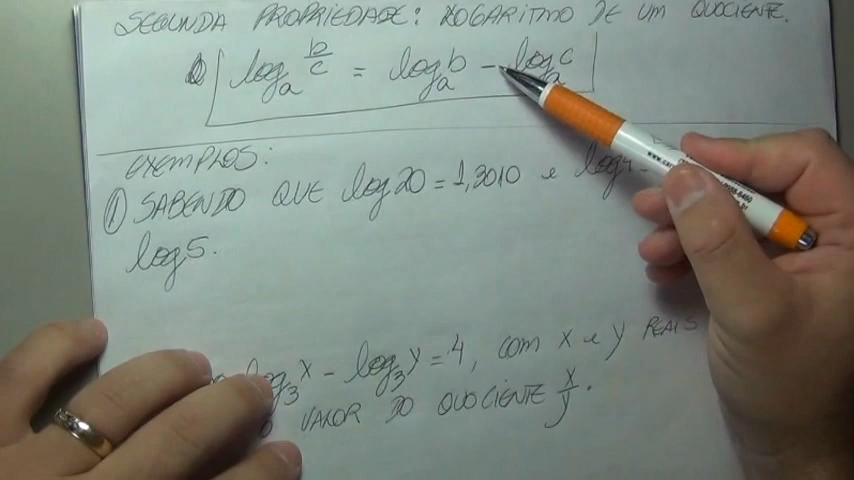 SEGUNDA PROPRIEDADE: LOGARITMO DE UM QUOCIENTE.
log_a b/c = log_a b - log_a c
EXEMPLOS:
① SABENDO QUE log 20 = 1,3010 e log 4 -
log 5.
log_3 x - log_3 y = 4, com x e y REAIS
O VALOR DO QUOCIENTE x/y.